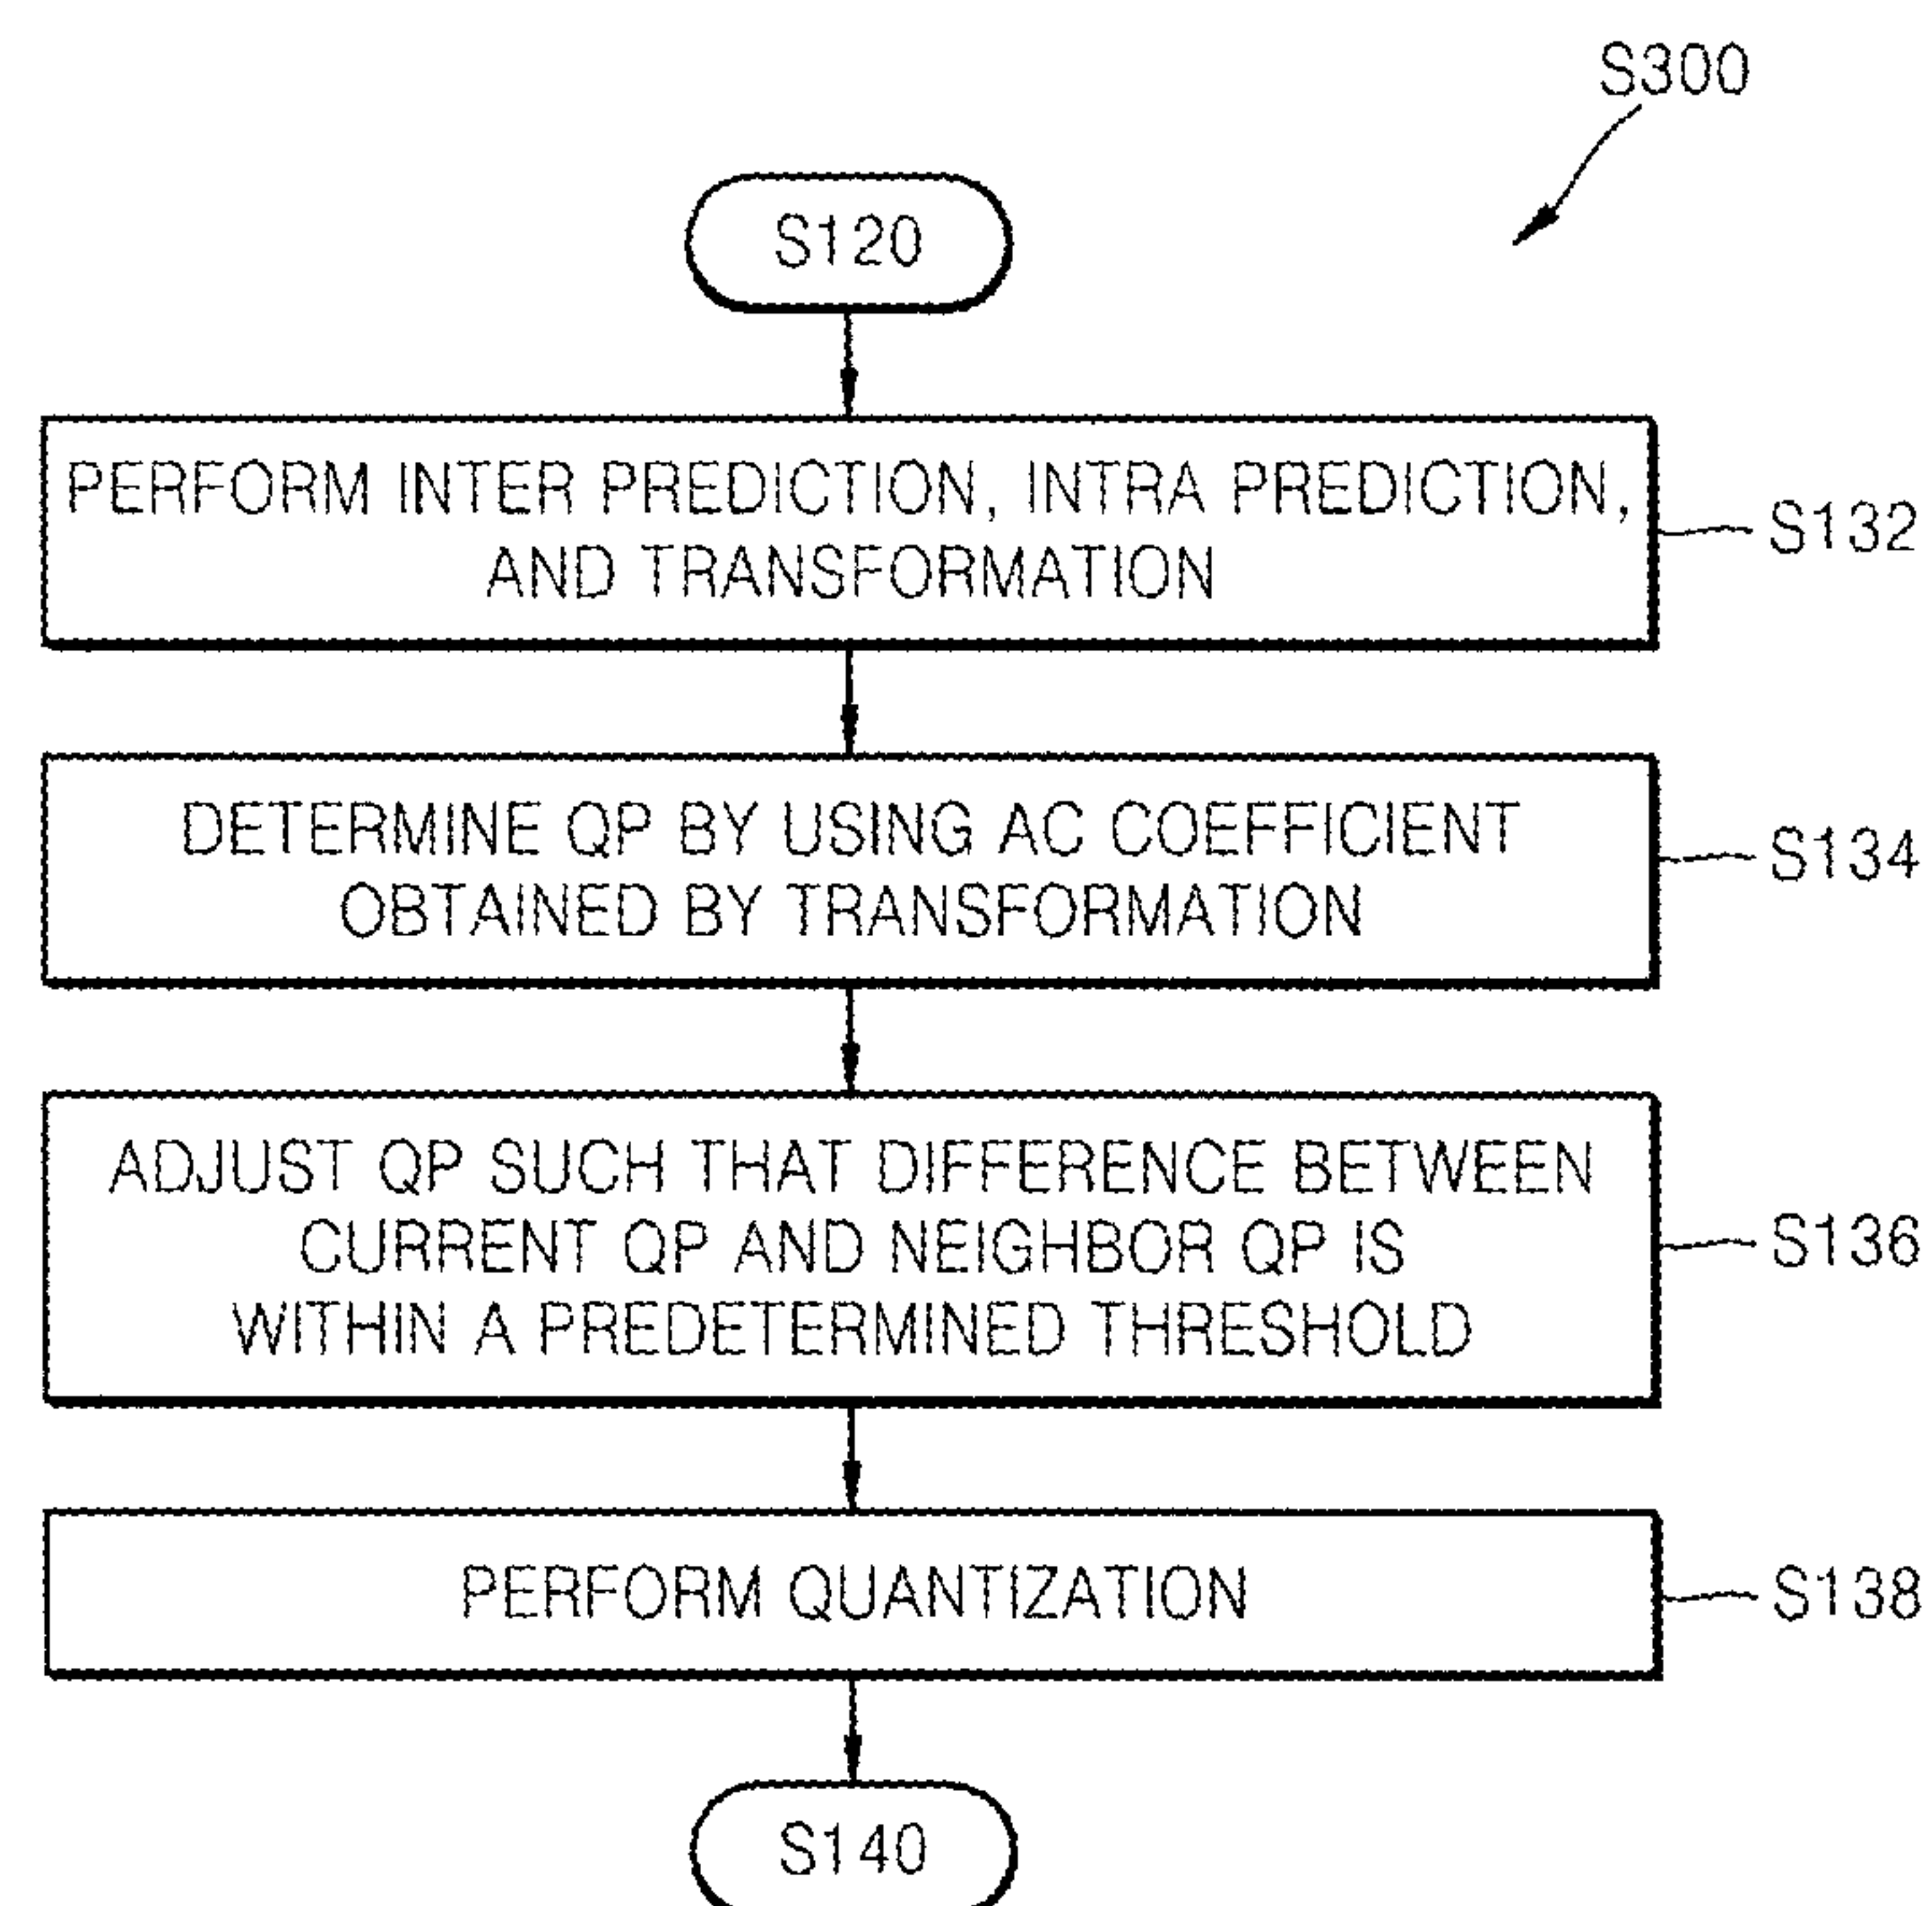 S300
S120
PERFORM INTER PREDICTION, INTRA PREDICTION,
AND TRANSFORMATION
S132
DETERMINE QP BY USING AC COEFFICIENT
OBTAINED BY TRANSFORMATION
S134
ADJUST QP SUCH THAT DIFFERENCE BETWEEN
CURRENT QP AND NEIGHBOR QP IS
WITHIN A PREDETERMINED THRESHOLD
S136
PERFORM QUANTIZATION
S138
S140